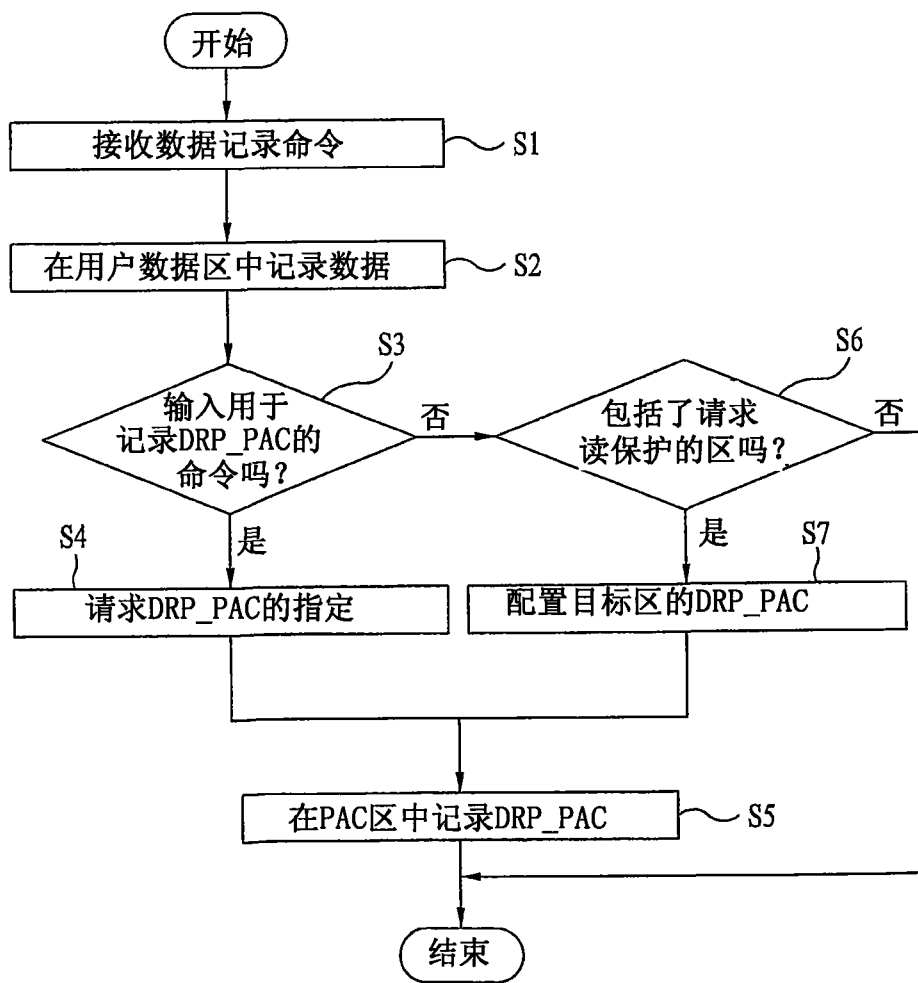 开始
接收数据记录命令
S1
在用户数据区中记录数据
S2
S3
输入用于
记录DRP_PAC的
命令吗?
否
S6
包括了请求
读保护的区吗?
否
是
S4
请求DRP_PAC的指定
是
S7
配置目标区的DRP_PAC
在PAC区中记录DRP_PAC
S5
结束